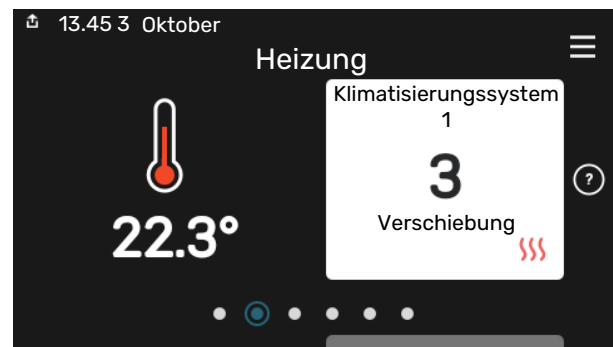 13.45 3 Oktober
Heizung
Klimatisierungssystem
1
3
Verschiebung
22.3°
?